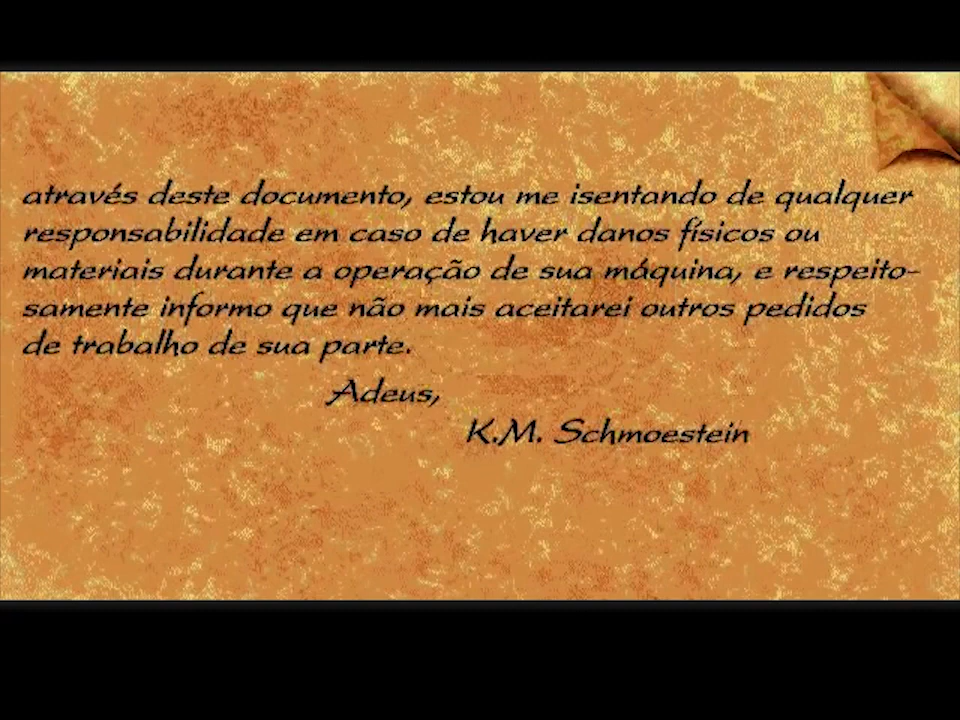 através deste documento, estou me isentando de qualquer
responsabilidade em caso de haver danos físicos ou
materiais durante a operação de sua máquina, e respeito-
samente informo que não mais aceitarei outros pedidos
de trabalho de sua parte.
Adeus,
K.M. Schmoestein